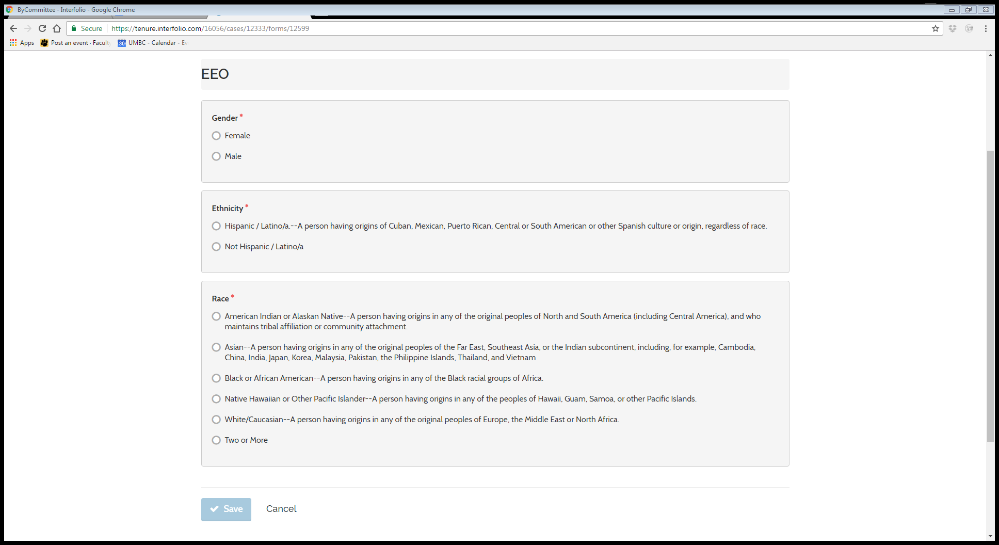 ByCommittee - Interfolio - Google Chrome
Secure https://tenure.interfolio.com/16056/cases/12333/forms/12599
Apps Post an event · Faculty 30 UMBC - Calendar - Ev
EEO
Gender *
Female
Male
Ethnicity *
Hispanic / Latino/a.--A person having origins of Cuban, Mexican, Puerto Rican, Central or South American or other Spanish culture or origin, regardless of race.
Not Hispanic / Latino/a
Race *
American Indian or Alaskan Native--A person having origins in any of the original peoples of North and South America (including Central America), and who
maintains tribal affiliation or community attachment.
Asian--A person having origins in any of the original peoples of the Far East, Southeast Asia, or the Indian subcontinent, including, for example, Cambodia,
China, India, Japan, Korea, Malaysia, Pakistan, the Philippine Islands, Thailand, and Vietnam
Black or African American--A person having origins in any of the Black racial groups of Africa.
Native Hawaiian or Other Pacific Islander--A person having origins in any of the peoples of Hawaii, Guam, Samoa, or other Pacific Islands.
White/Caucasian--A person having origins in any of the original peoples of Europe, the Middle East or North Africa.
Two or More
Save Cancel